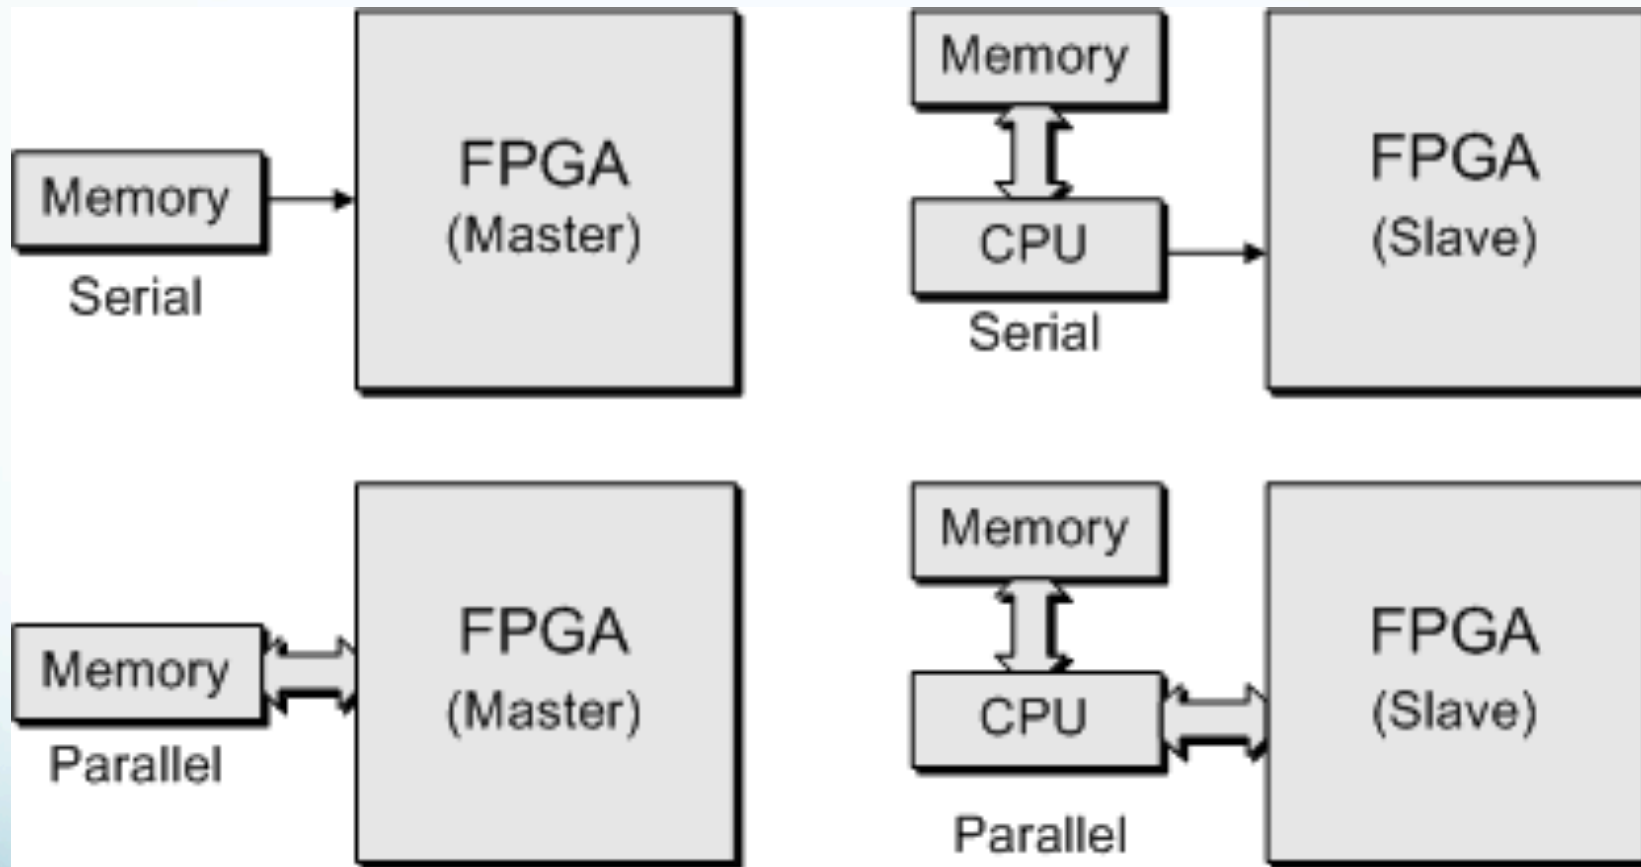 Memory
Serial
FPGA
(Master)
Memory
CPU
Serial
FPGA
(Slave)
Memory
Parallel
FPGA
(Master)
Memory
CPU
Parallel
FPGA
(Slave)